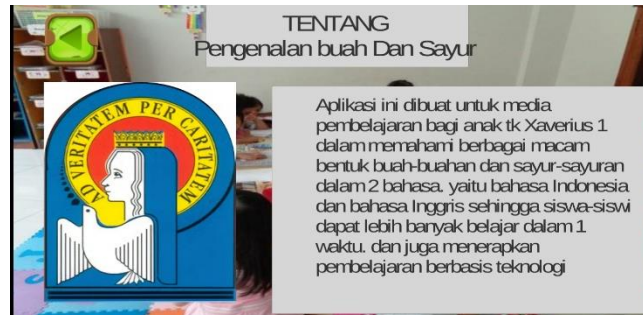 TENTANG
Pengenalan buah Dan Sayur
AD VERITATEM PER CARITATEM
Aplikasi ini dibuat untuk media
pembelajaran bagi anak tk Xaverius 1
dalam memahami berbagai macam
bentuk buah-buahan dan sayur-sayuran
dalam 2 bahasa. yaitu bahasa Indonesia
dan bahasa Inggris sehingga siswa-siswi
dapat lebih banyak belajar dalam 1
waktu. dan juga menerapkan
pembelajaran berbasis teknologi